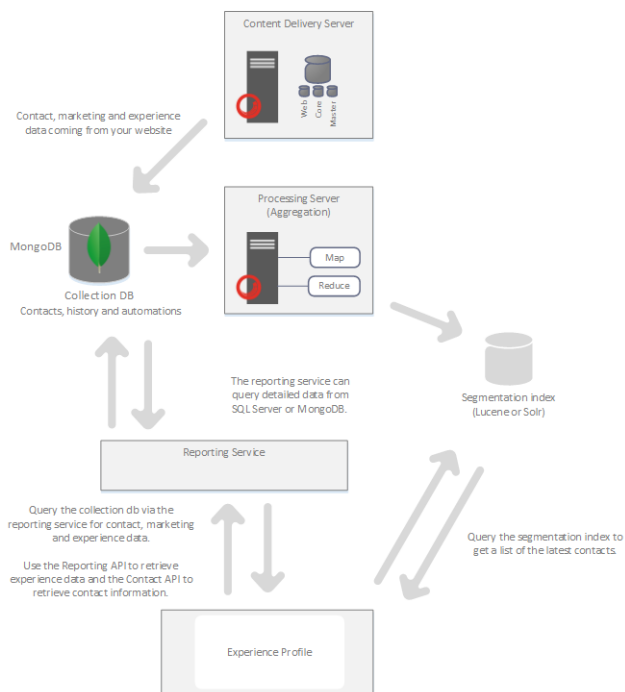 Content Delivery Server
Web
Core
Master
Contact, marketing and experience
data coming from your website
Processing Server
(Aggregation)
Map
Reduce
MongoDB
Collection DB
Contacts, history and automations
The reporting service can
query detailed data from
SQL Server or MongoDB.
Segmentation index
(Lucene or Solr)
Reporting Service
Query the collection db via the
reporting service for contact, marketing
and experience data.
Use the Reporting API to retrieve
experience data and the Contact API to
retrieve contact information.
Query the segmentation index to
get a list of the latest contacts.
Experience Profile